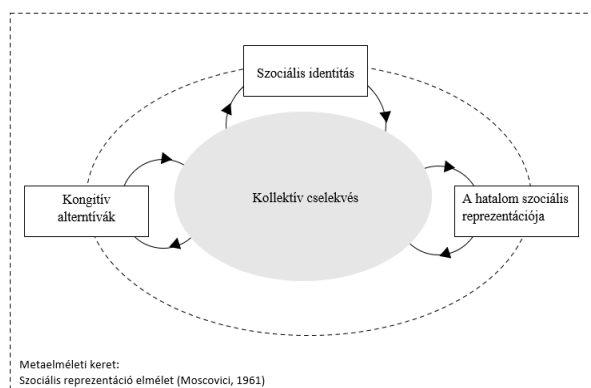 Szociális identitás
Kongitív
alterntívák
Kollektív cselekvés
A hatalom szociális
reprezentációja
Metaelméleti keret:
Szociális reprezentáció elmélet (Moscovici, 1961)